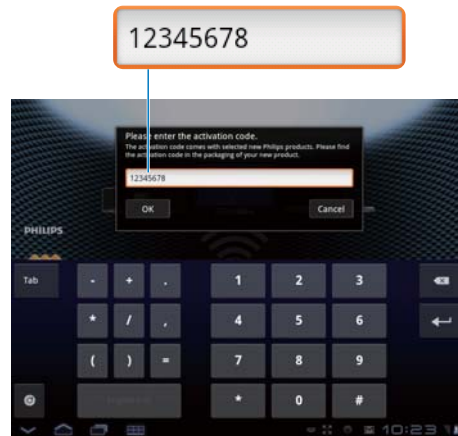 12345678
Please enter the activation code.
The activation code comes with selected new Philips products. Please find
the activation code in the packaging of your new product.
12345678
OK Cancel
PHILIPS
Tab - + . 1 2 3
* / , 4 5 6
( ) = 7 8 9
* 0 #
10:23